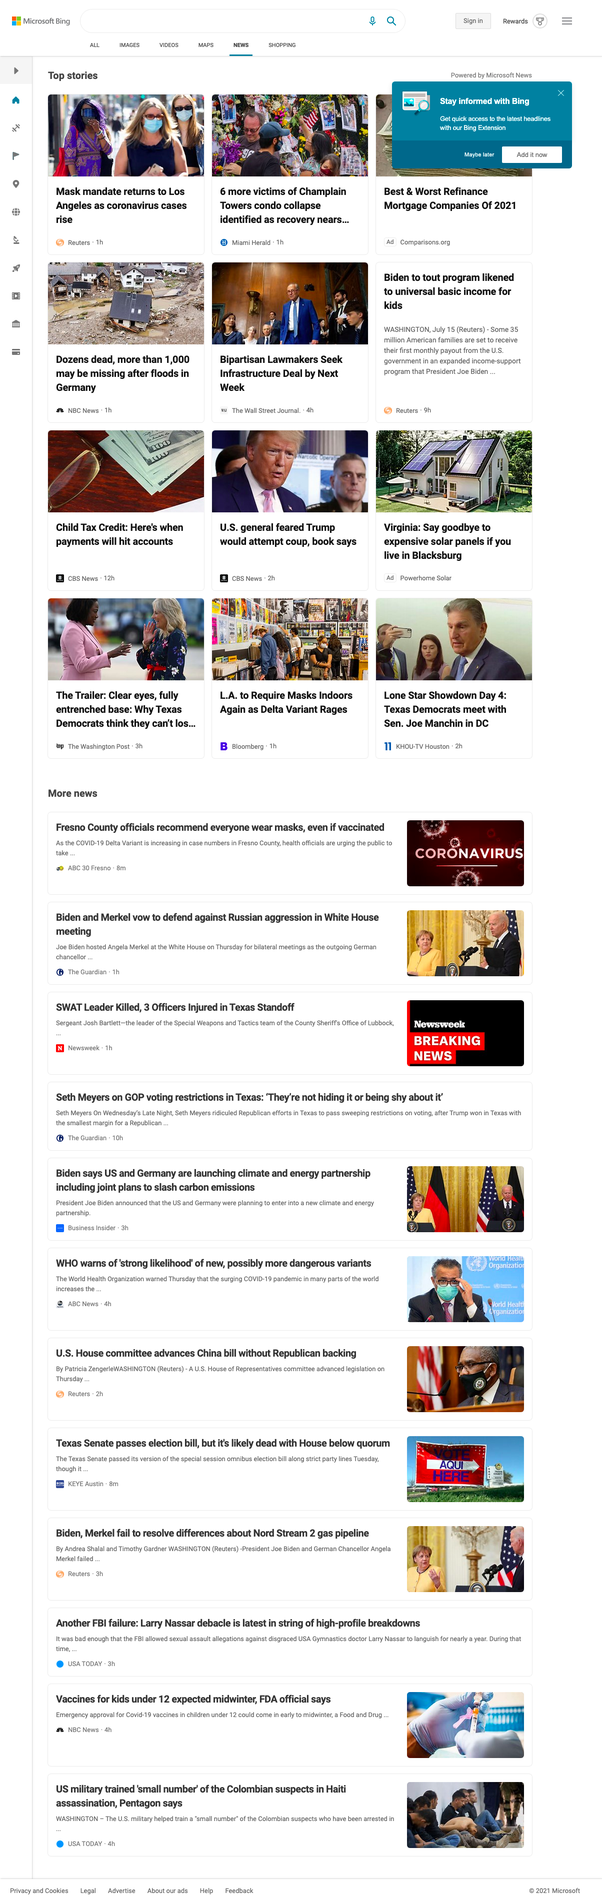 Microsoft Bing
Sign in
Rewards
ALL
IMAGES
VIDEOS
MAPS
NEWS
SHOPPING
Top stories
Powered by Microsoft News
Stay informed with Bing
Get quick access to the latest headlines
with our Bing Extension
Maybe later
Add it now
Mask mandate returns to Los
Angeles as coronavirus cases
rise
Reuters · 1h
6 more victims of Champlain
Towers condo collapse
identified as recovery nears...
Miami Herald · 1h
Best & Worst Refinance
Mortgage Companies Of 2021
Ad Comparisons.org
Dozens dead, more than 1,000
may be missing after floods in
Germany
NBC News · 1h
Bipartisan Lawmakers Seek
Infrastructure Deal by Next
Week
The Wall Street Journal. · 4h
Biden to tout program likened
to universal basic income for
kids
WASHINGTON, July 15 (Reuters) - Some 35
million American families are set to receive
their first monthly payout from the U.S.
government in an expanded income-support
program that President Joe Biden ...
Reuters · 9h
Child Tax Credit: Here's when
payments will hit accounts
CBS News · 12h
U.S. general feared Trump
would attempt coup, book says
CBS News · 2h
Virginia: Say goodbye to
expensive solar panels if you
live in Blacksburg
Ad Powerhome Solar
The Trailer: Clear eyes, fully
entrenched base: Why Texas
Democrats think they can't los...
wp The Washington Post · 3h
L.A. to Require Masks Indoors
Again as Delta Variant Rages
B Bloomberg · 1h
Lone Star Showdown Day 4:
Texas Democrats meet with
Sen. Joe Manchin in DC
11 KHOU-TV Houston · 2h
More news
Fresno County officials recommend everyone wear masks, even if vaccinated
As the COVID-19 Delta Variant is increasing in case numbers in Fresno County, health officials are urging the public to
take ...
ABC 30 Fresno · 8m
CORONAVIRUS
Biden and Merkel vow to defend against Russian aggression in White House
meeting
Joe Biden hosted Angela Merkel at the White House on Thursday for bilateral meetings as the outgoing German
chancellor ...
The Guardian · 1h
SWAT Leader Killed, 3 Officers Injured in Texas Standoff
Sergeant Josh Bartlett—the leader of the Special Weapons and Tactics team of the County Sheriff's Office of Lubbock,
...
N Newsweek · 1h
Newsweek
BREAKING
NEWS
Seth Meyers on GOP voting restrictions in Texas: 'They're not hiding it or being shy about it'
Seth Meyers On Wednesday's Late Night, Seth Meyers ridiculed Republican efforts in Texas to pass sweeping restrictions on voting, after Trump won in Texas with
the smallest margin for a Republican ...
The Guardian · 10h
Biden says US and Germany are launching climate and energy partnership
including joint plans to slash carbon emissions
President Joe Biden announced that the US and Germany were planning to enter into a new climate and energy
partnership.
Business Insider · 3h
WHO warns of 'strong likelihood' of new, possibly more dangerous variants
The World Health Organization warned Thursday that the surging COVID-19 pandemic in many parts of the world
increases the ...
ABC News · 4h
World Health
Organization
World Health
Organization
U.S. House committee advances China bill without Republican backing
By Patricia ZengerleWASHINGTON (Reuters) - A U.S. House of Representatives committee advanced legislation on
Thursday ...
Reuters · 2h
Texas Senate passes election bill, but it's likely dead with House below quorum
The Texas Senate passed its version of the special session omnibus election bill along strict party lines Tuesday,
though it ...
KEYE Austin · 8m
VOTE
AQUI
HERE
Biden, Merkel fail to resolve differences about Nord Stream 2 gas pipeline
By Andrea Shalal and Timothy Gardner WASHINGTON (Reuters) -President Joe Biden and German Chancellor Angela
Merkel failed ...
Reuters · 3h
Another FBI failure: Larry Nassar debacle is latest in string of high-profile breakdowns
It was bad enough that the FBI allowed sexual assault allegations against disgraced USA Gymnastics doctor Larry Nassar to languish for nearly a year. During that
time, ...
USA TODAY · 3h
Vaccines for kids under 12 expected midwinter, FDA official says
Emergency approval for Covid-19 vaccines in children under 12 could come in early to midwinter, a Food and Drug ...
NBC News · 4h
US military trained 'small number' of the Colombian suspects in Haiti
assassination, Pentagon says
WASHINGTON – The U.S. military helped train a "small number" of the Colombian suspects who have been arrested in
...
USA TODAY · 4h
Privacy and Cookies
Legal
Advertise
About our ads
Help
Feedback
© 2021 Microsoft